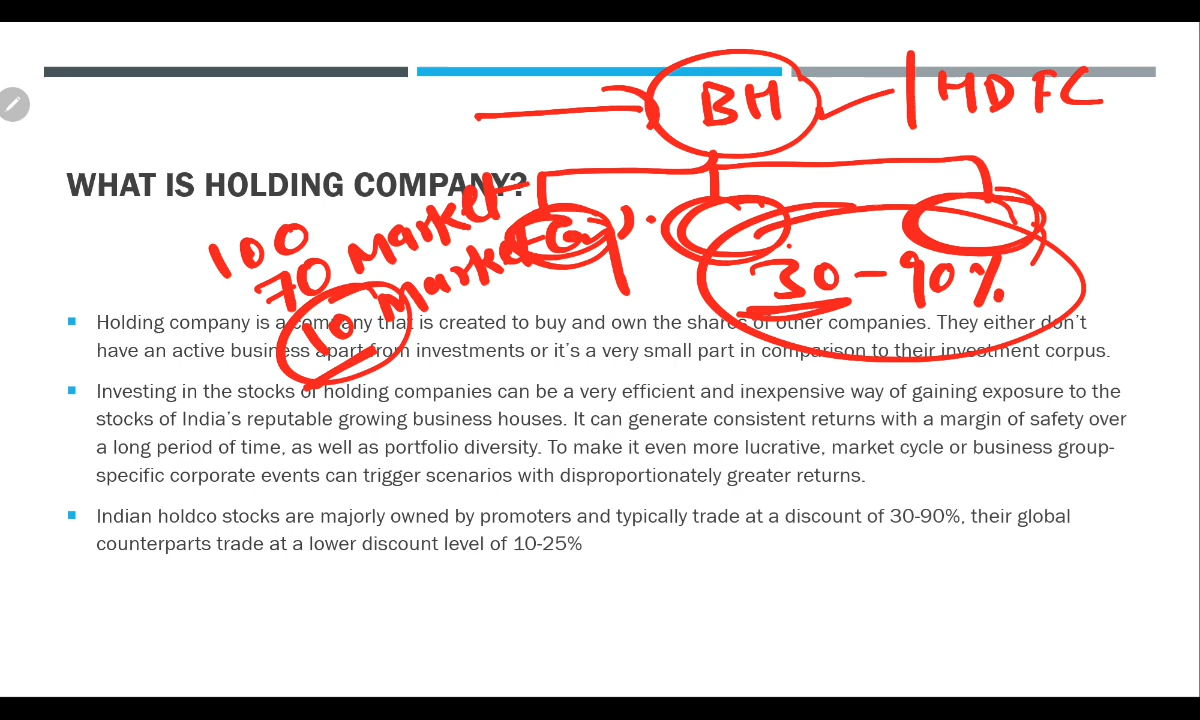 BH
HDFC
WHAT IS HOLDING COMPANY?
100
70 Market
10 Market
30-90%
Holding company is a company that is created to buy and own the shares of other companies. They either don't
have an active business apart from investments or it's a very small part in comparison to their investment corpus.
Investing in the stocks of holding companies can be a very efficient and inexpensive way of gaining exposure to the
stocks of India's reputable growing business houses. It can generate consistent returns with a margin of safety over
a long period of time, as well as portfolio diversity. To make it even more lucrative, market cycle or business group-
specific corporate events can trigger scenarios with disproportionately greater returns.
Indian holdco stocks are majorly owned by promoters and typically trade at a discount of 30-90%, their global
counterparts trade at a lower discount level of 10-25%